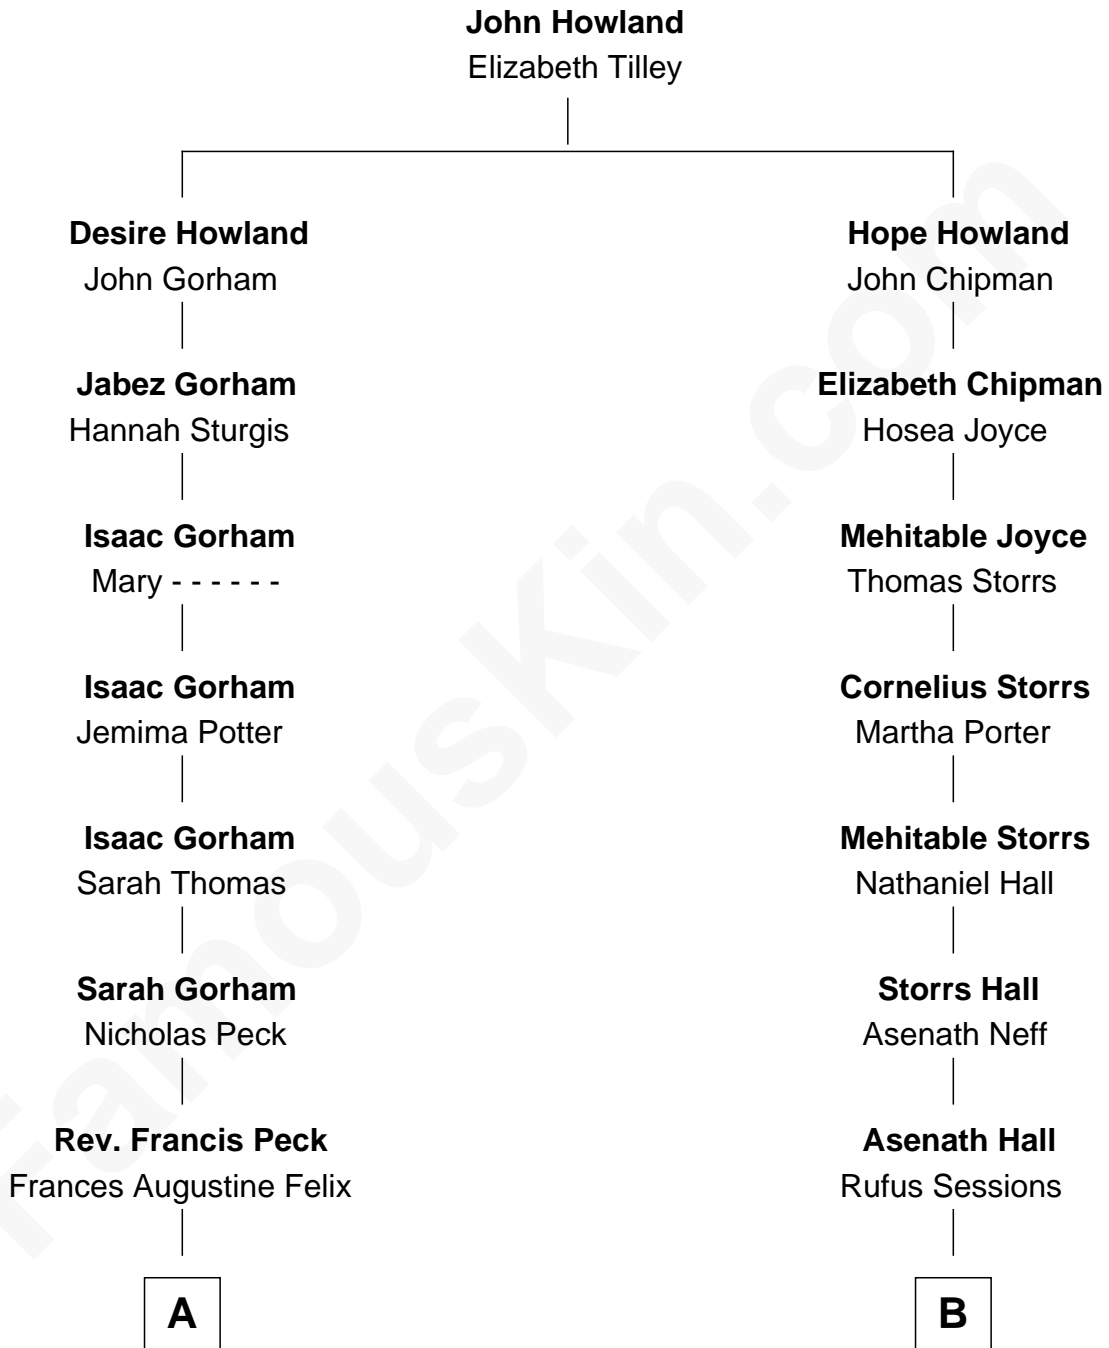 John Howland
Elizabeth Tilley
Desire Howland
John Gorham
Jabez Gorham
Hannah Sturgis
Isaac Gorham
Mary - - - - - -
Isaac Gorham
Jemima Potter
Isaac Gorham
Sarah Thomas
Sarah Gorham
Nicholas Peck
Rev. Francis Peck
Frances Augustine Felix
A
Hope Howland
John Chipman
Elizabeth Chipman
Hosea Joyce
Mehitable Joyce
Thomas Storrs
Cornelius Storrs
Martha Porter
Mehitable Storrs
Nathaniel Hall
Storrs Hall
Asenath Neff
Asenath Hall
Rufus Sessions
B
FamousKin.com